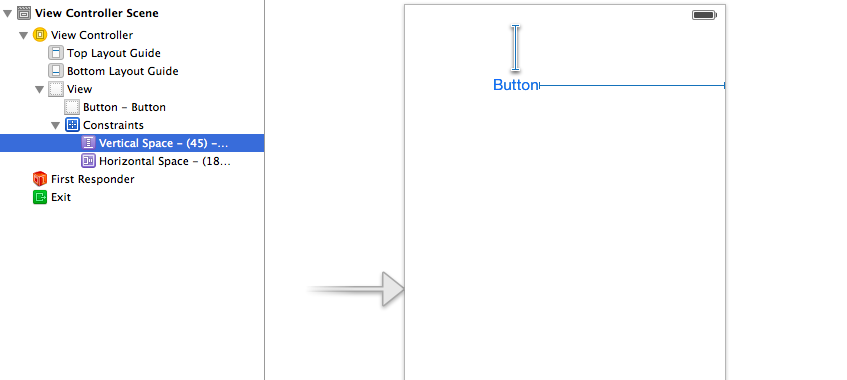 View Controller Scene
View Controller
Top Layout Guide
Bottom Layout Guide
View
Button – Button
Constraints
Vertical Space – (45) –...
Horizontal Space – (18...
First Responder
Exit
Button